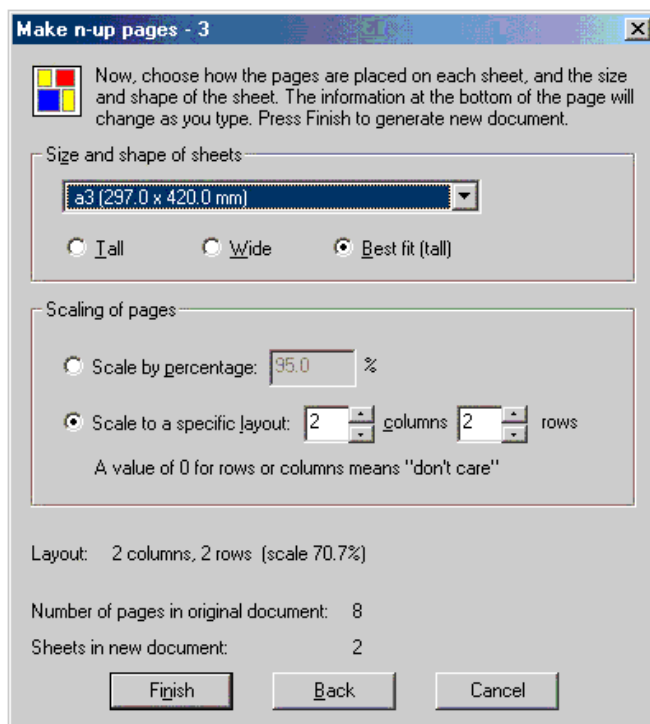 Make n-up pages - 3
Now, choose how the pages are placed on each sheet, and the size
and shape of the sheet. The information at the bottom of the page will
change as you type. Press Finish to generate new document.
Size and shape of sheets
a3 (297.0 x 420.0 mm)
Tall Wide Best fit (tall)
Scaling of pages
Scale by percentage: 95.0 %
Scale to a specific layout: 2 columns 2 rows
A value of 0 for rows or columns means "don't care"
Layout: 2 columns, 2 rows (scale 70.7%)
Number of pages in original document: 8
Sheets in new document: 2
Finish Back Cancel